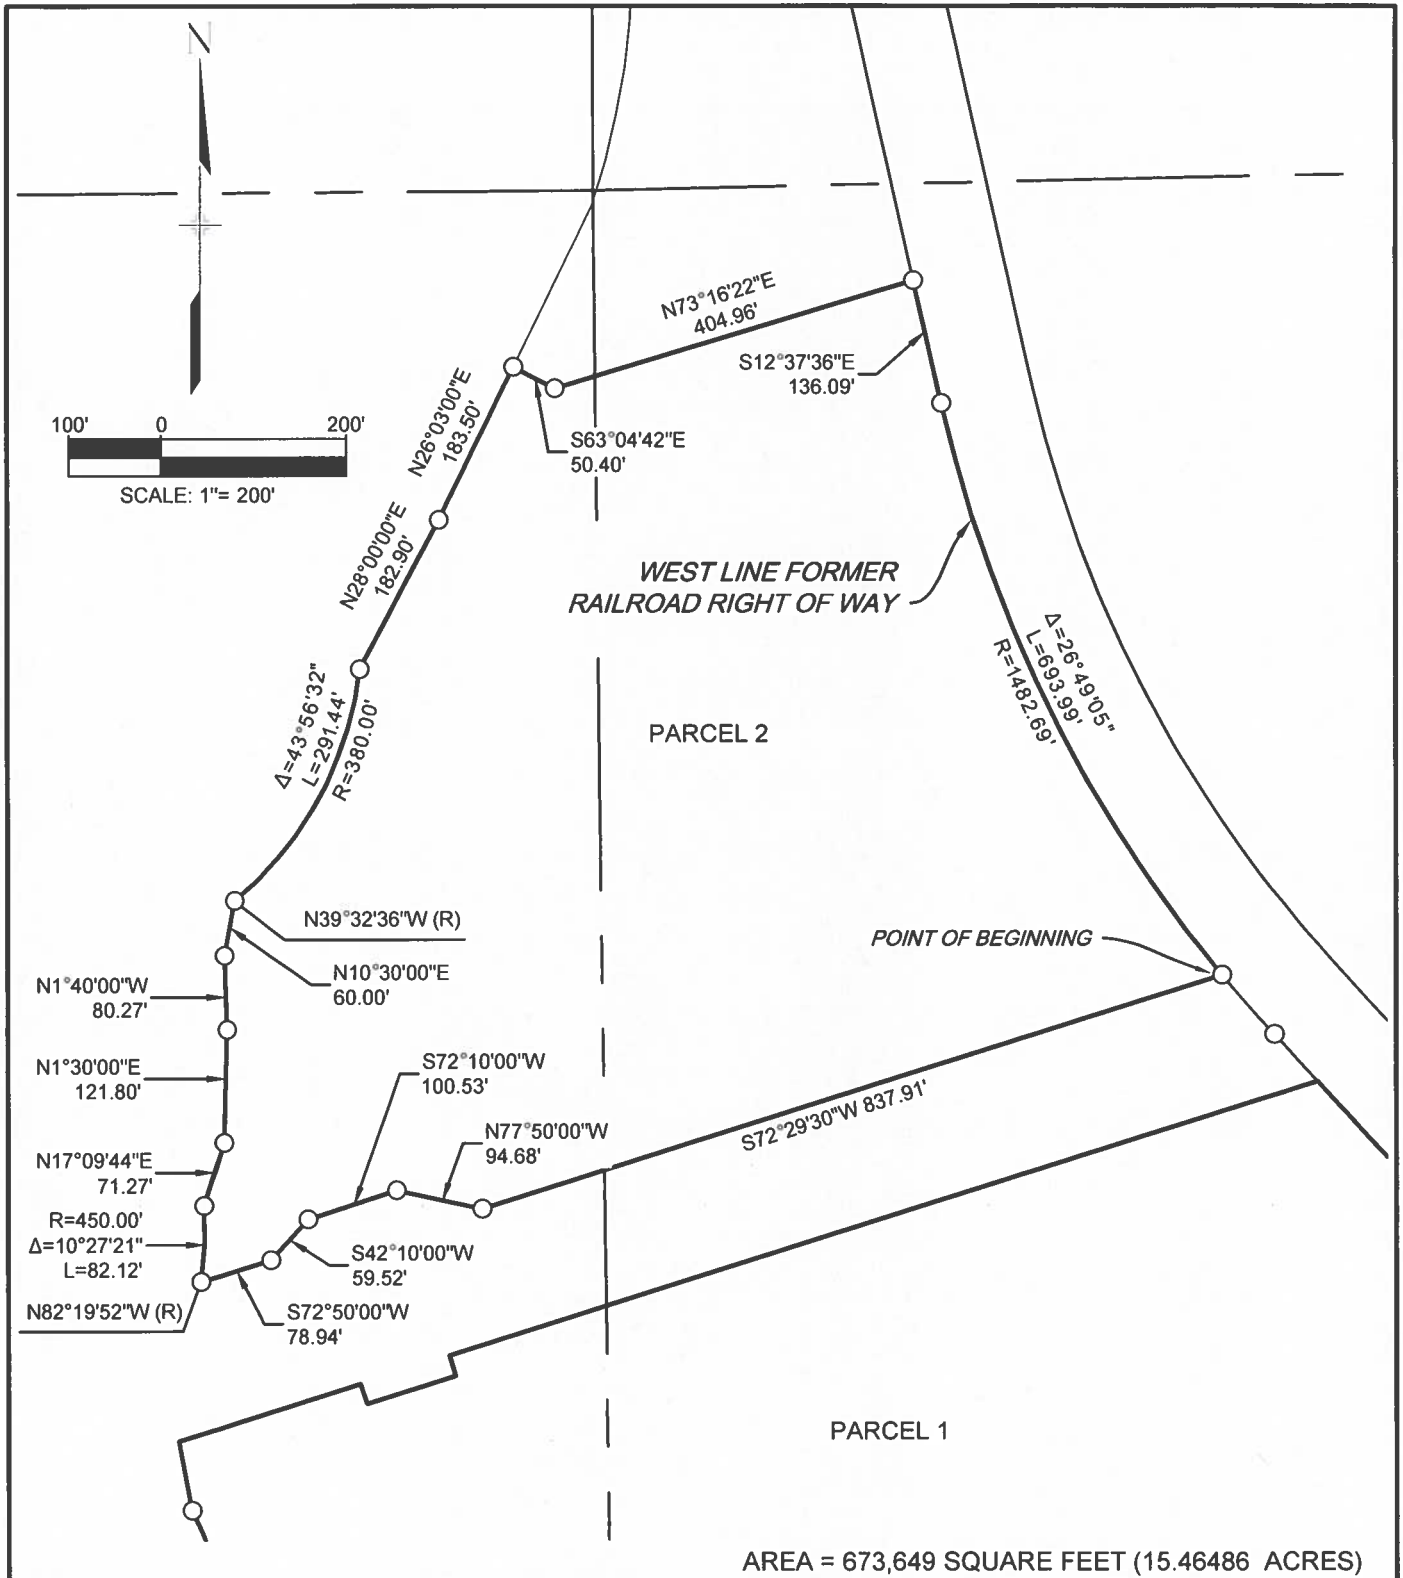 N
100' 0 200'
SCALE: 1"= 200'
N73°16'22"E
404.96'
S12°37'36"E
136.09'
N26°03'00"E
183.50'
S63°04'42"E
50.40'
N28°00'00"E
182.90'
WEST LINE FORMER
RAILROAD RIGHT OF WAY
Δ=26°49'05"
L=693.99'
R=1482.69'
Δ=43°56'32"
L=291.44'
R=380.00'
PARCEL 2
N39°32'36"W (R)
POINT OF BEGINNING
N10°30'00"E
60.00'
N1°40'00"W
80.27'
N1°30'00"E
121.80'
S72°10'00"W
100.53'
N77°50'00"W
94.68'
S72°29'30"W 837.91'
N17°09'44"E
71.27'
R=450.00'
Δ=10°27'21"
L=82.12'
S42°10'00"W
59.52'
N82°19'52"W (R)
S72°50'00"W
78.94'
PARCEL 1
AREA = 673,649 SQUARE FEET (15.46486 ACRES)